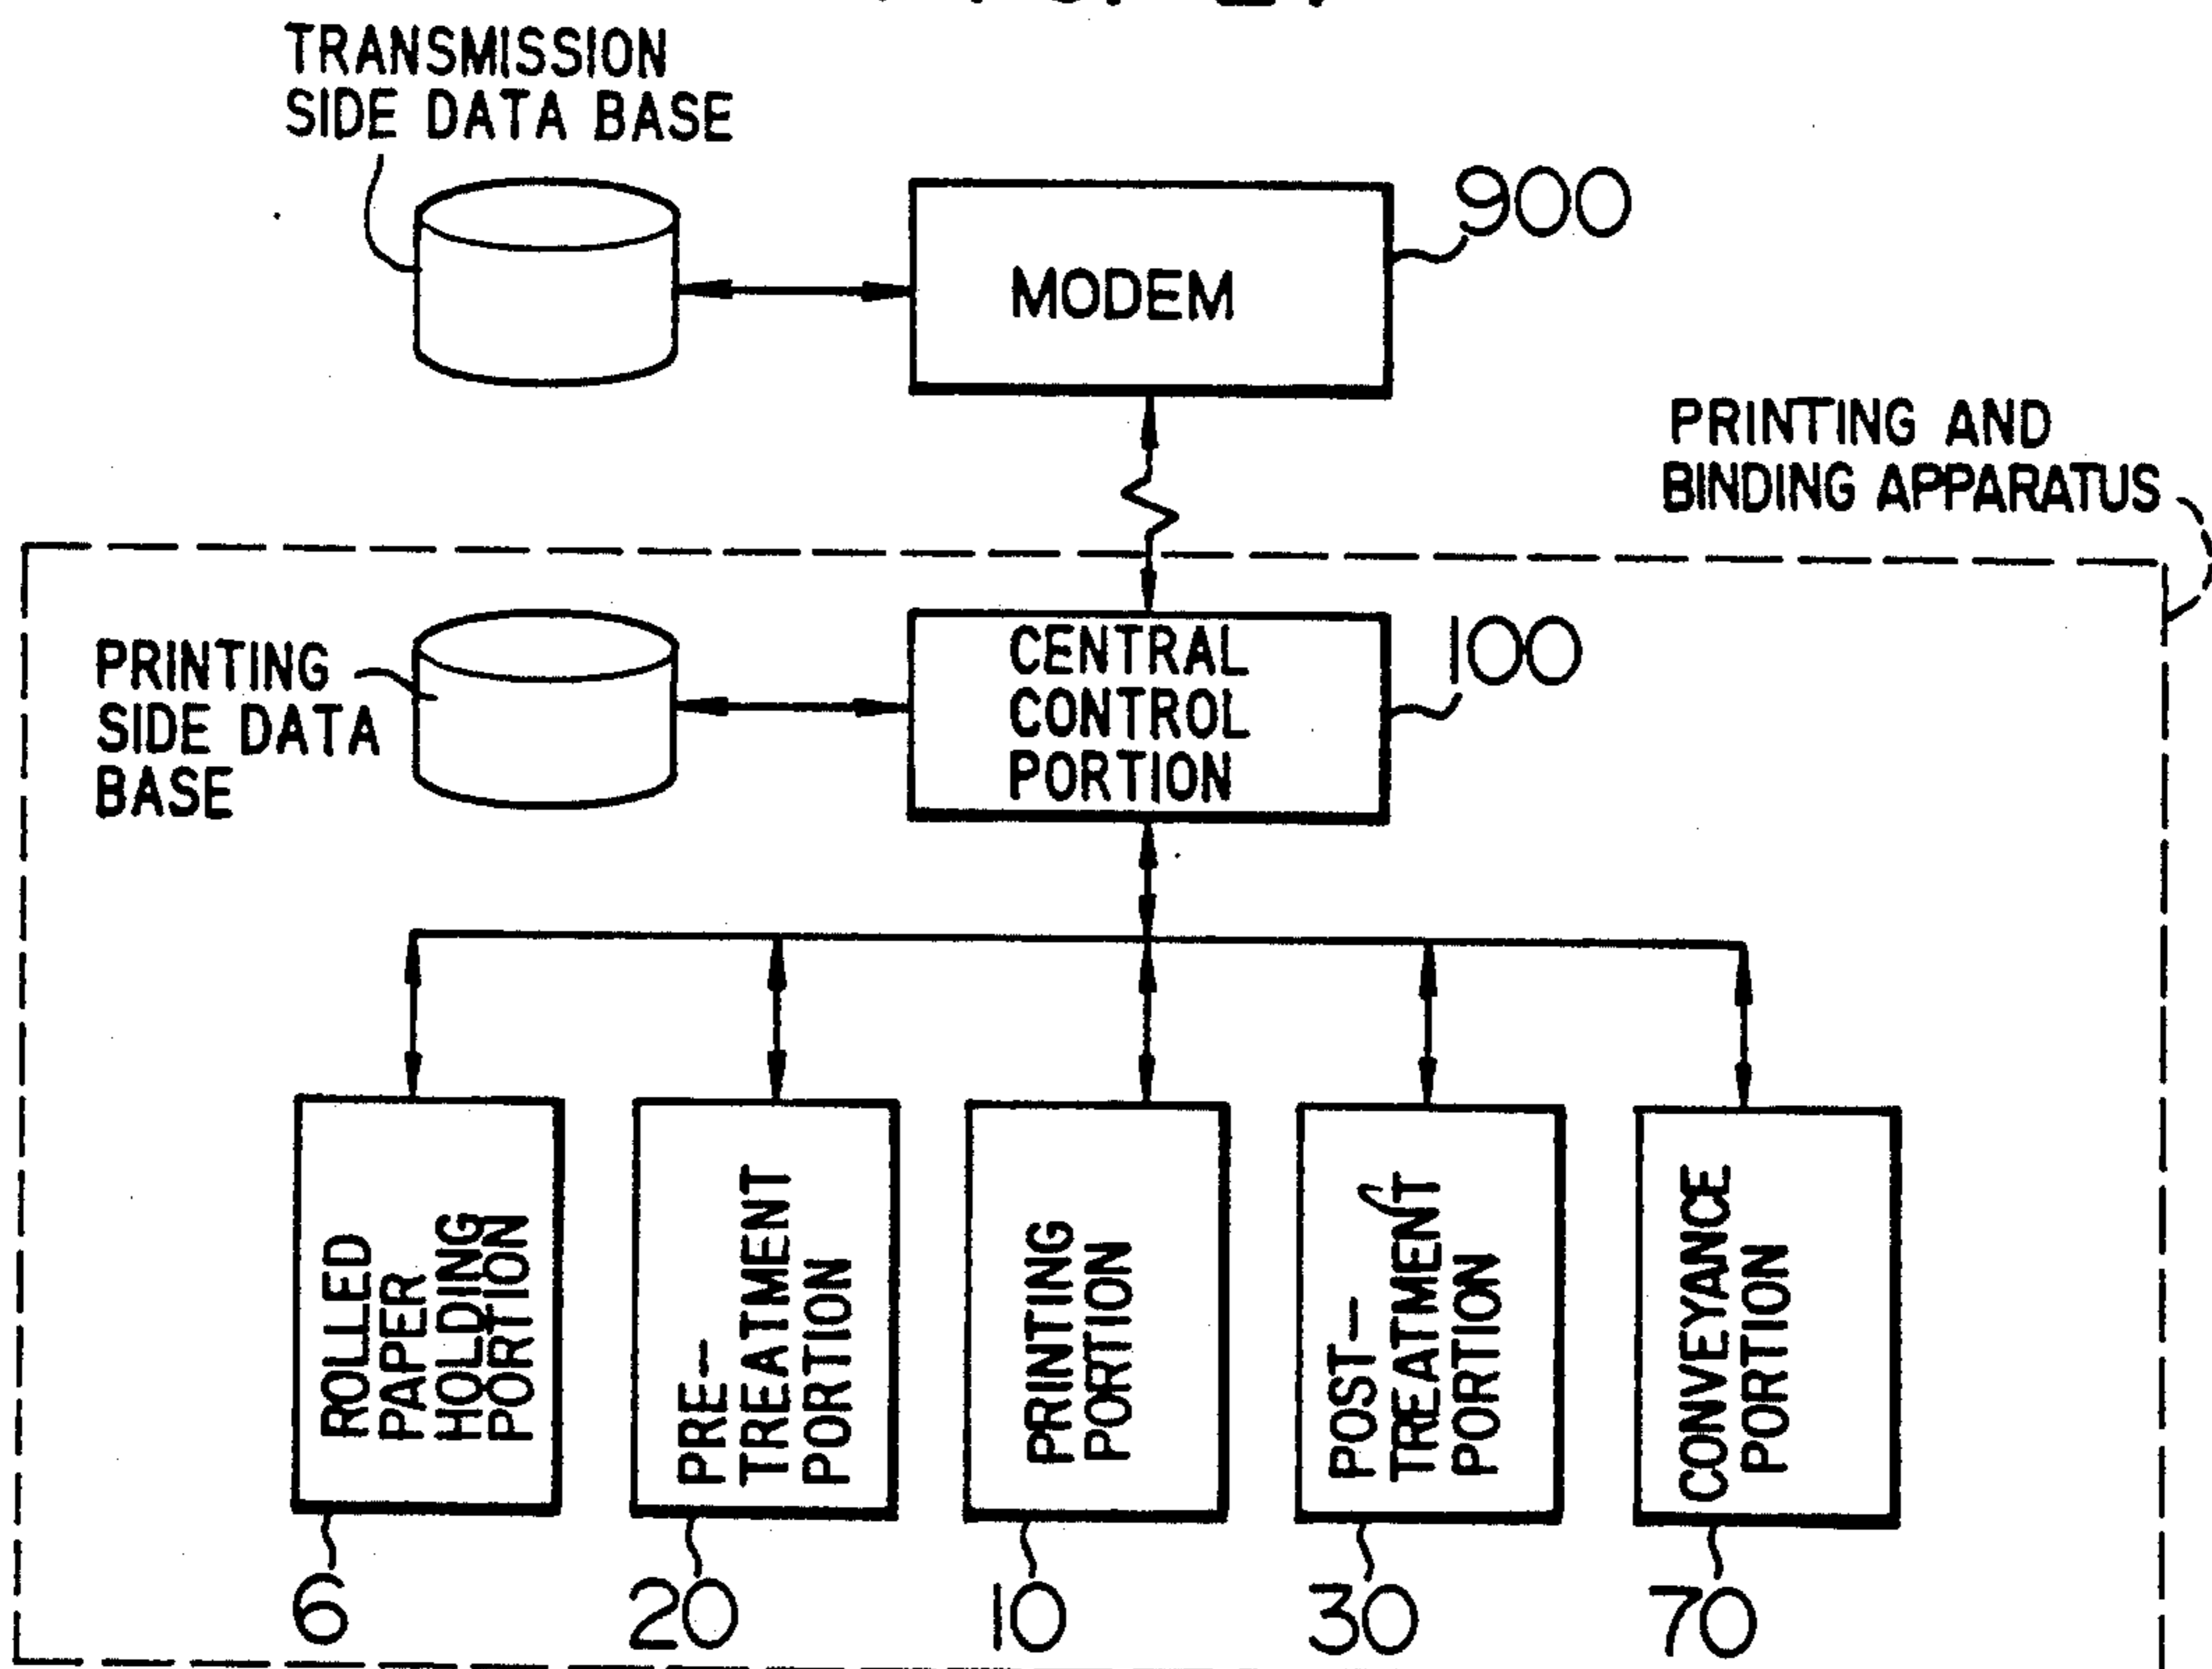 TRANSMISSION
SIDE DATA BASE
MODEM
900
PRINTING AND
BINDING APPARATUS
PRINTING
SIDE DATA
BASE
CENTRAL
CONTROL
PORTION
100
ROLLED
PAPER
HOLDING
PORTION
PRE-
TREATMENT
PORTION
PRINTING
PORTION
POST-
TREATMENT
PORTION
CONVEYANCE
PORTION
6
20
10
30
70